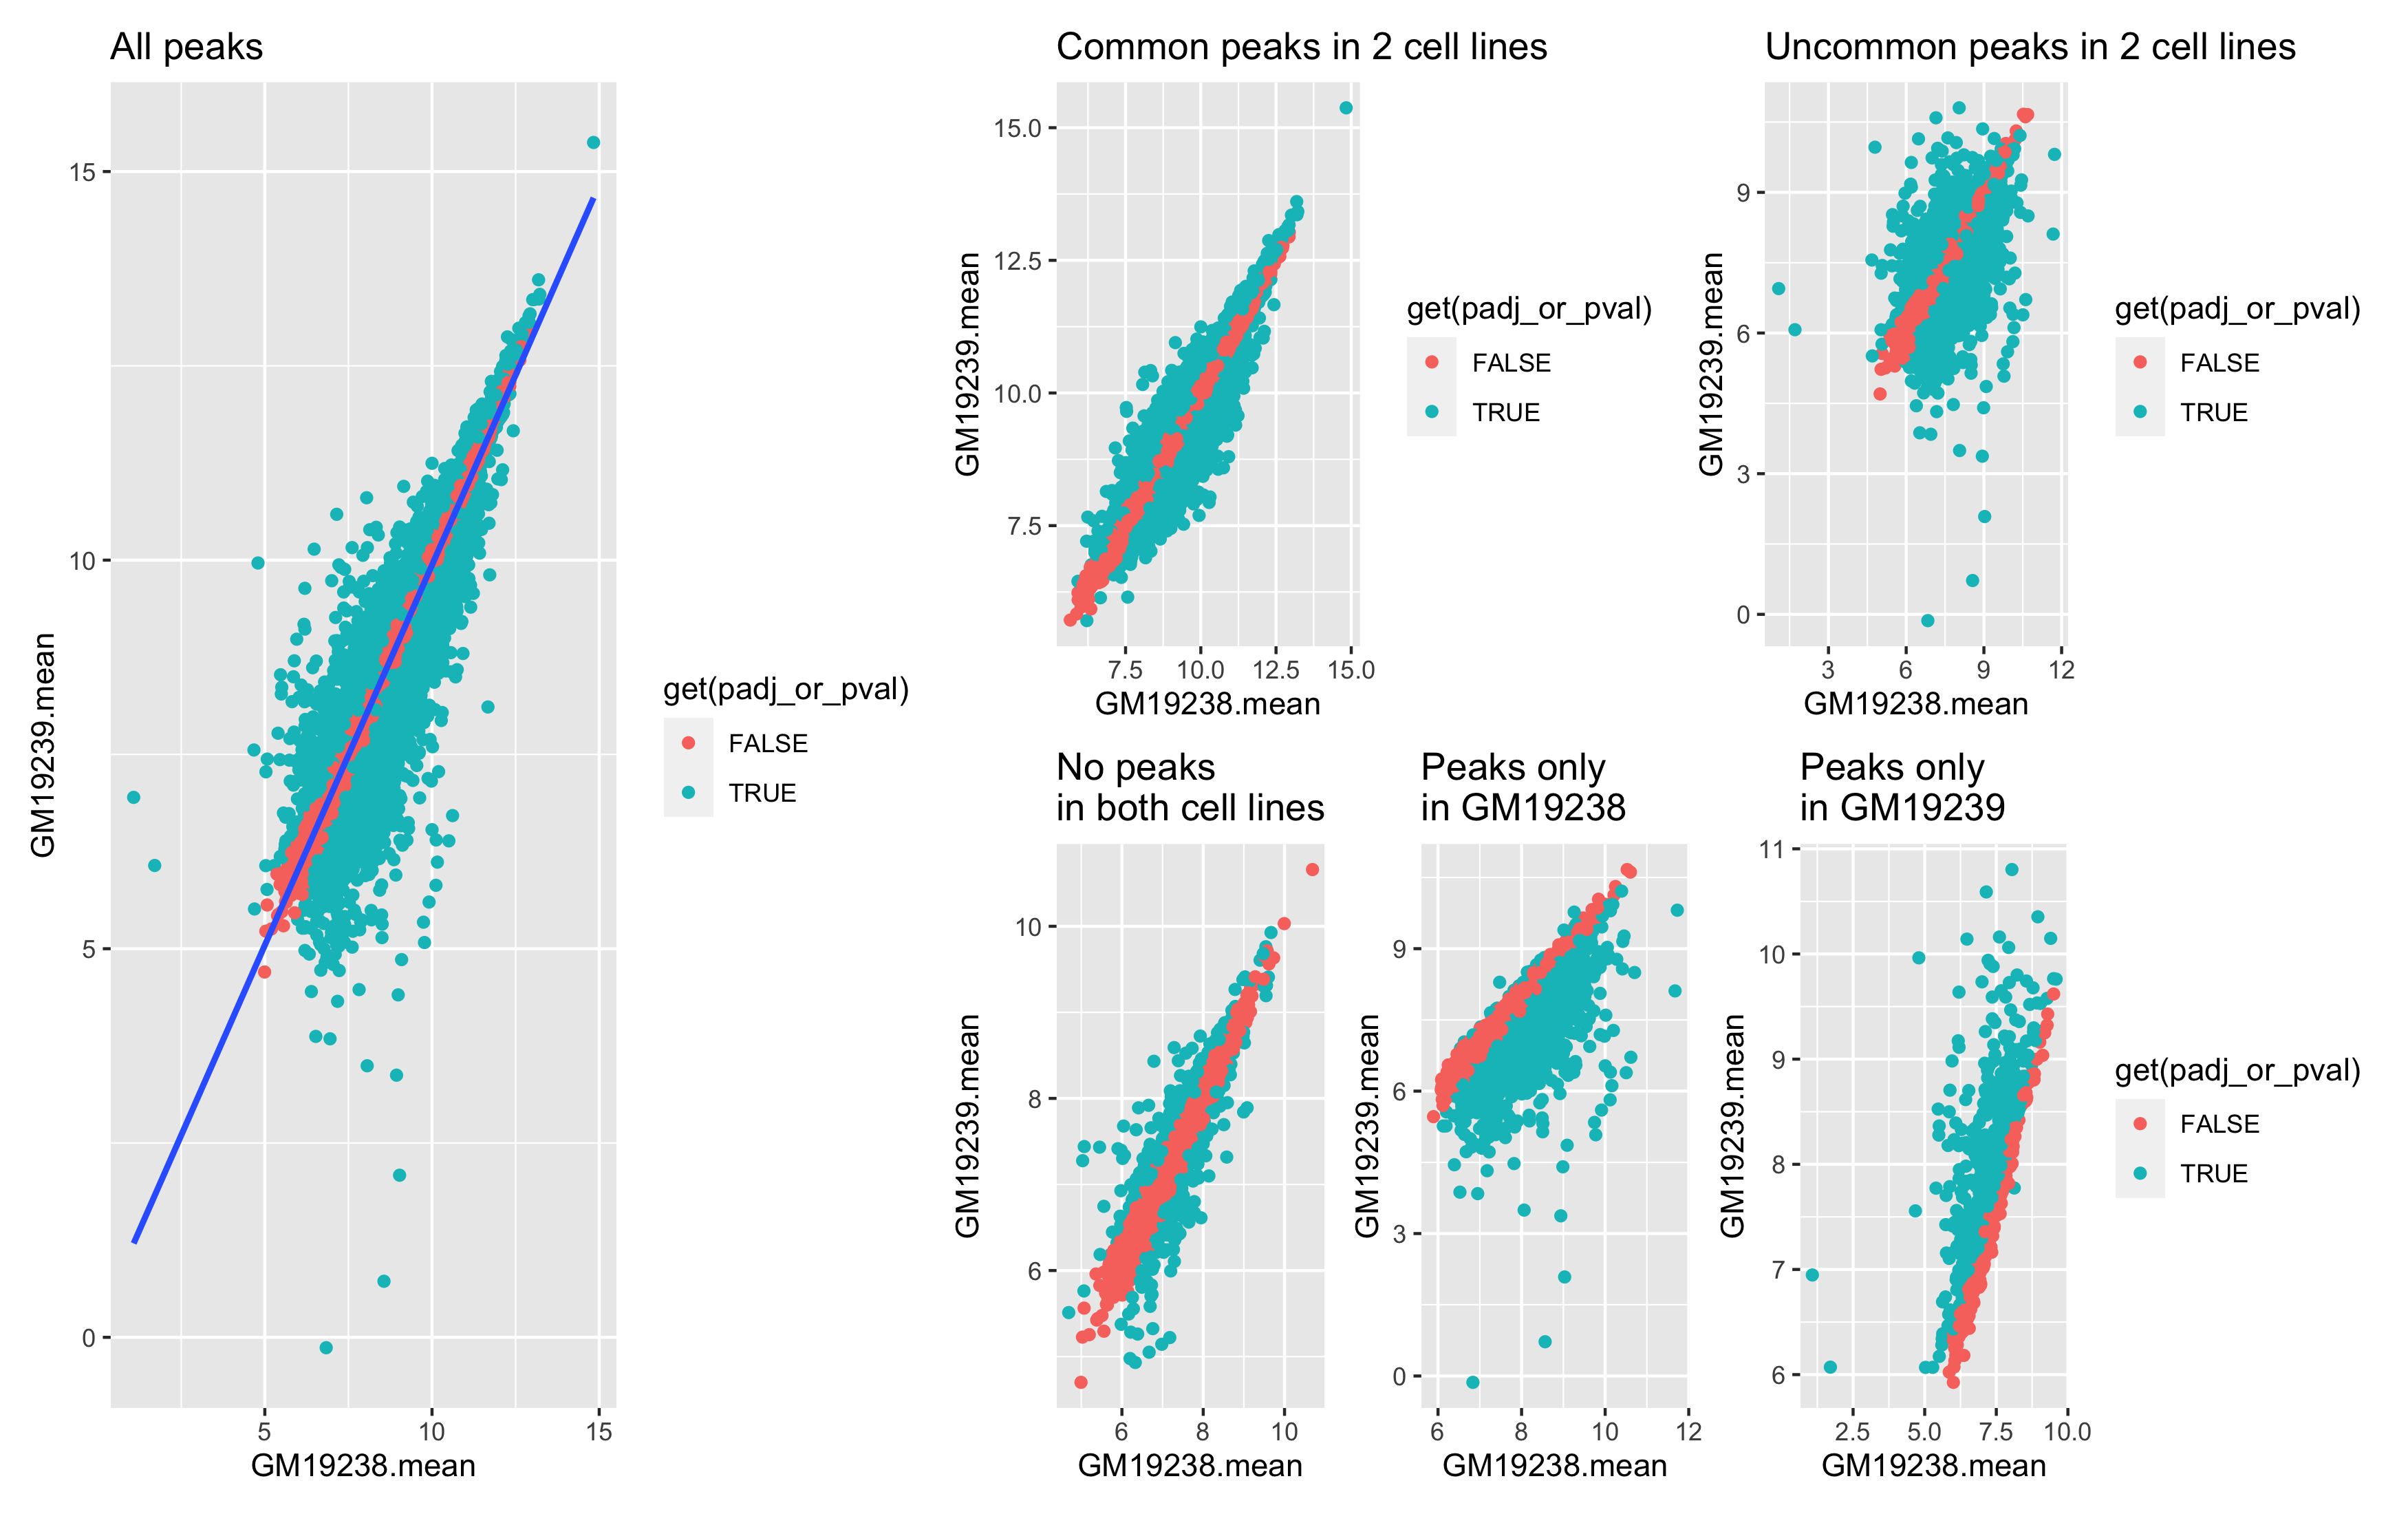 All peaks
15
10
5
0
5 10 15
GM19238.mean
GM19239.mean
get(padj_or_pval)
FALSE
TRUE
Common peaks in 2 cell lines
15.0
12.5
10.0
7.5
7.5 10.0 12.5 15.0
GM19238.mean
GM19239.mean
get(padj_or_pval)
FALSE
TRUE
Uncommon peaks in 2 cell lines
9
6
3
0
3 6 9 12
GM19238.mean
GM19239.mean
get(padj_or_pval)
FALSE
TRUE
No peaks
in both cell lines
10
8
6
6 8 10
GM19238.mean
GM19239.mean
Peaks only
in GM19238
9
6
3
0
6 8 10 12
GM19238.mean
GM19239.mean
Peaks only
in GM19239
11
10
9
8
7
6
2.5 5.0 7.5 10.0
GM19238.mean
GM19239.mean
get(padj_or_pval)
FALSE
TRUE